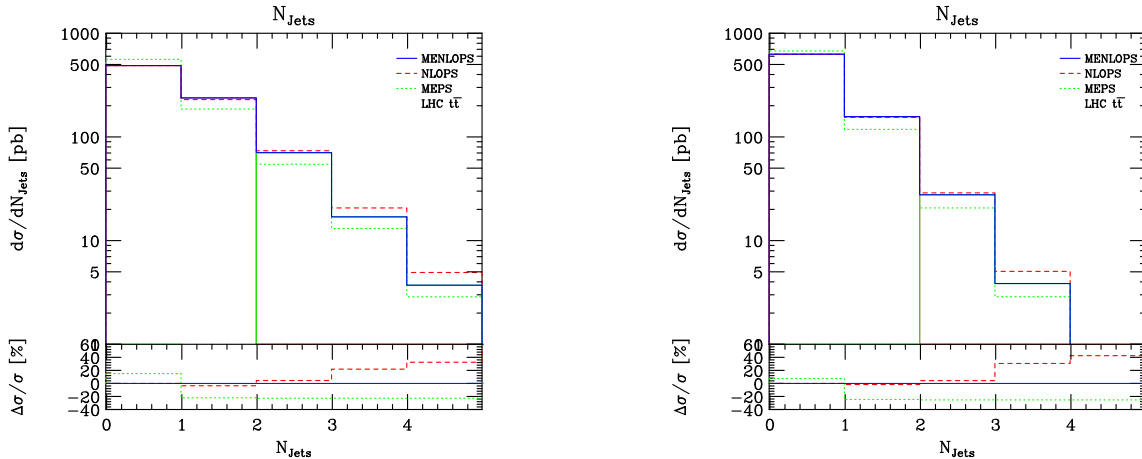 N_Jets
1000
500
100
50
10
5
1
dσ/dN_Jets [pb]
MENLOPS
NLOPS
MEPS
LHC tt̅
60
40
20
0
−20
−40
Δσ/σ [%]
0 1 2 3 4
N_Jets
N_Jets
1000
500
100
50
10
5
1
dσ/dN_Jets [pb]
MENLOPS
NLOPS
MEPS
LHC tt̅
60
40
20
0
−20
−40
Δσ/σ [%]
0 1 2 3 4
N_Jets